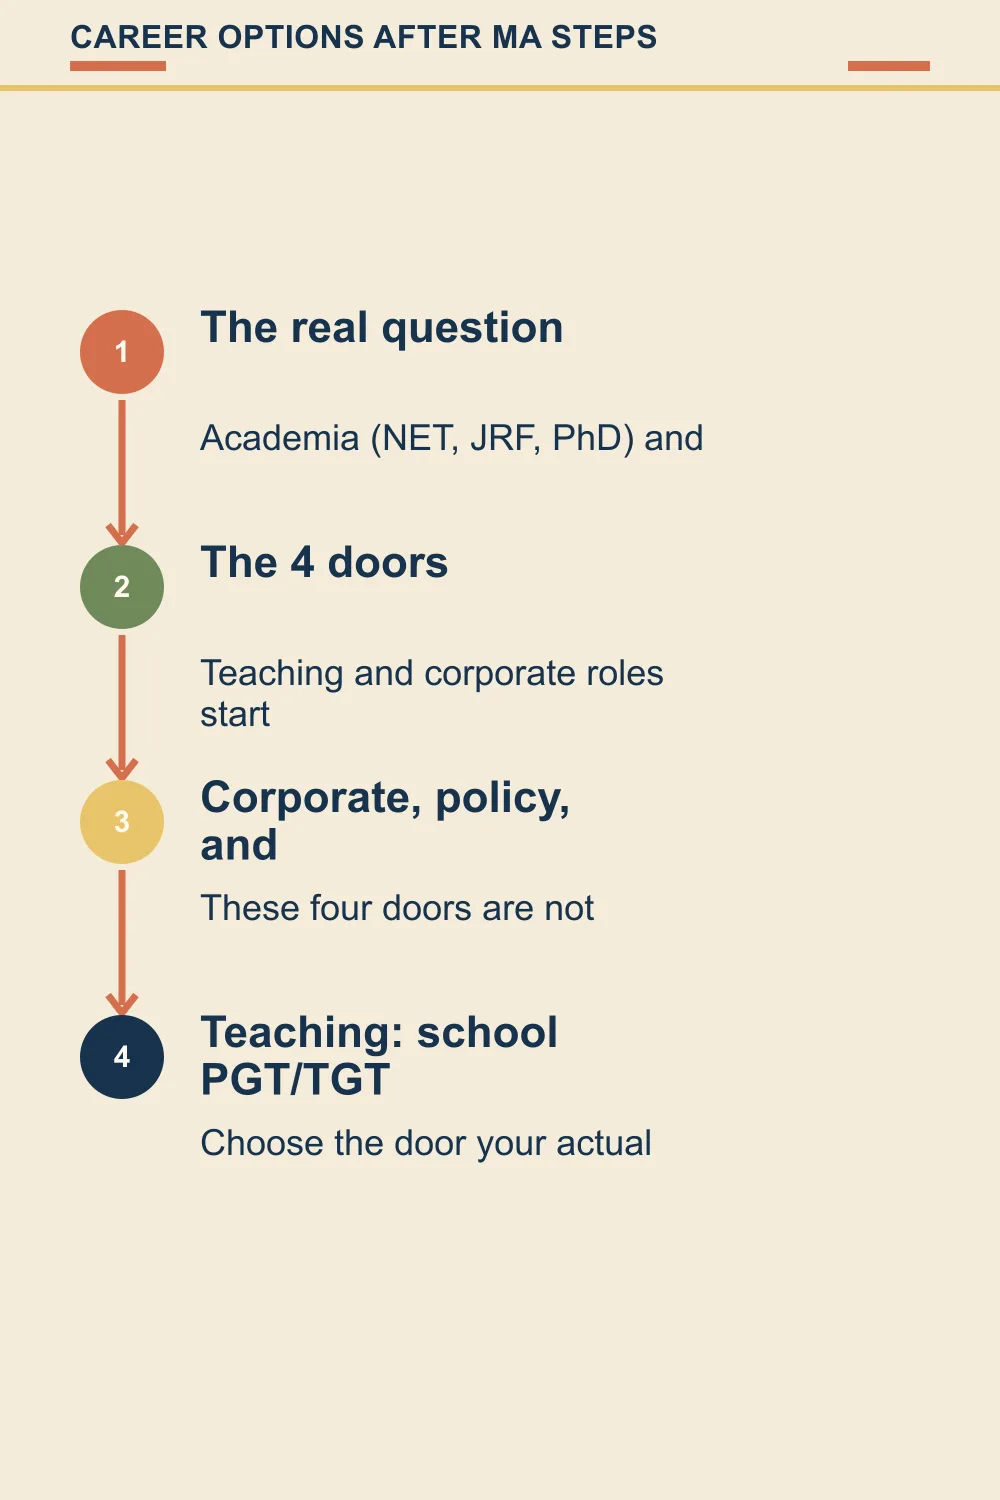 CAREER OPTIONS AFTER MA STEPS
1
The real question
Academia (NET, JRF, PhD) and
2
The 4 doors
Teaching and corporate roles
start
3
Corporate, policy,
and
These four doors are not
4
Teaching: school
PGT/TGT
Choose the door your actual